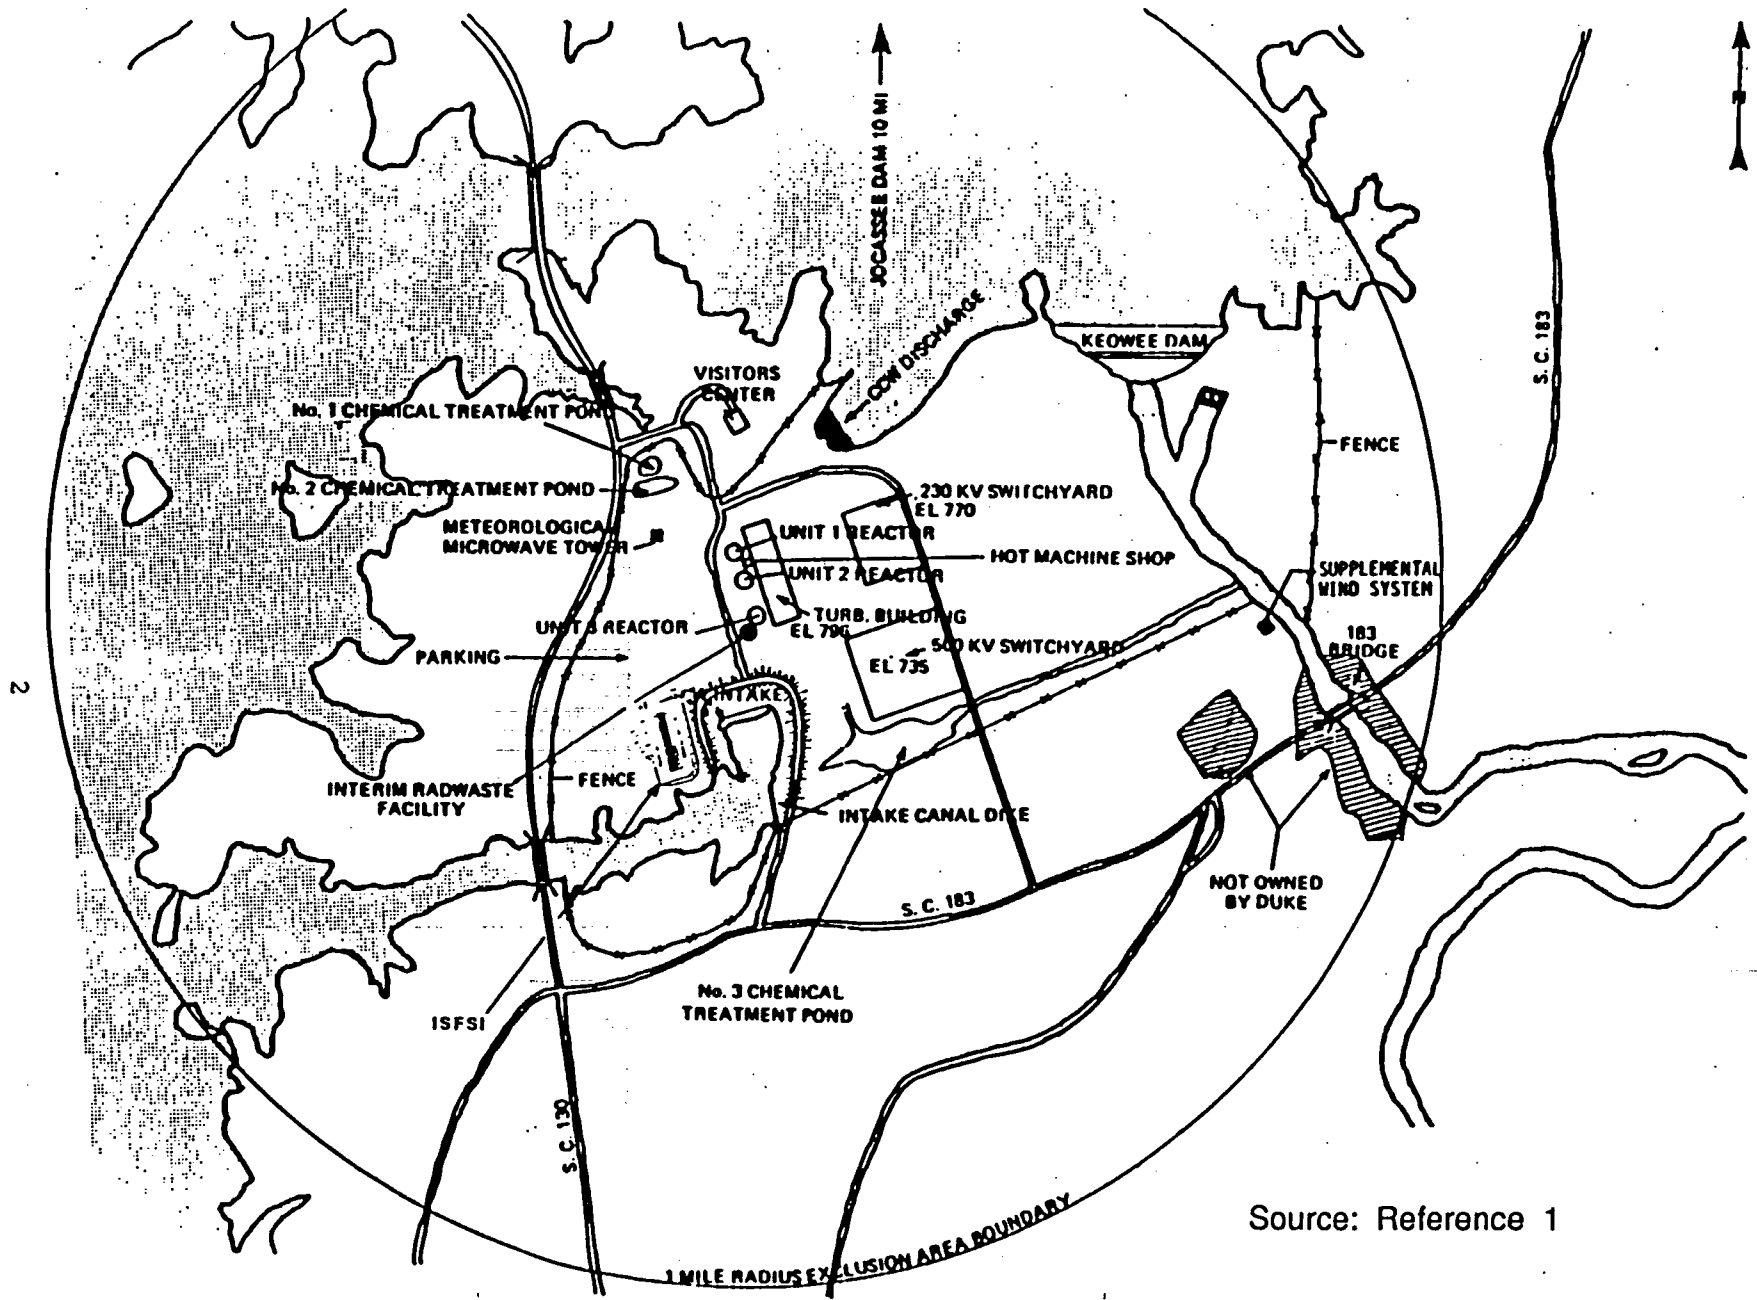 JOCASSEE DAM 10 MI
N
CCW DISCHARGE
KEOWEE DAM
S.C. 183
VISITORS
CENTER
No. 1 CHEMICAL TREATMENT POND
FENCE
No. 2 CHEMICAL TREATMENT POND
230 KV SWITCHYARD
EL 770
METEOROLOGICAL
MICROWAVE TOWER
UNIT 1 REACTOR
HOT MACHINE SHOP
UNIT 2 REACTOR
SUPPLEMENTAL
WIND SYSTEM
TURB. BUILDING
EL 796
UNIT 3 REACTOR
183
BRIDGE
500 KV SWITCHYARD
EL 735
PARKING
2
INTAKE
FENCE
INTERIM RADWASTE
FACILITY
INTAKE CANAL DIKE
NOT OWNED
BY DUKE
S.C. 183
No. 3 CHEMICAL
TREATMENT POND
ISFSI
S.C. 130
1 MILE RADIUS EXCLUSION AREA BOUNDARY
Source: Reference 1